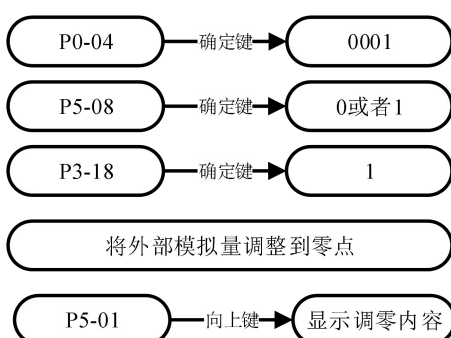 P0-04 确定键 0001
P5-08 确定键 0或者1
P3-18 确定键 1
将外部模拟量调整到零点
P5-01 向上键 显示调零内容